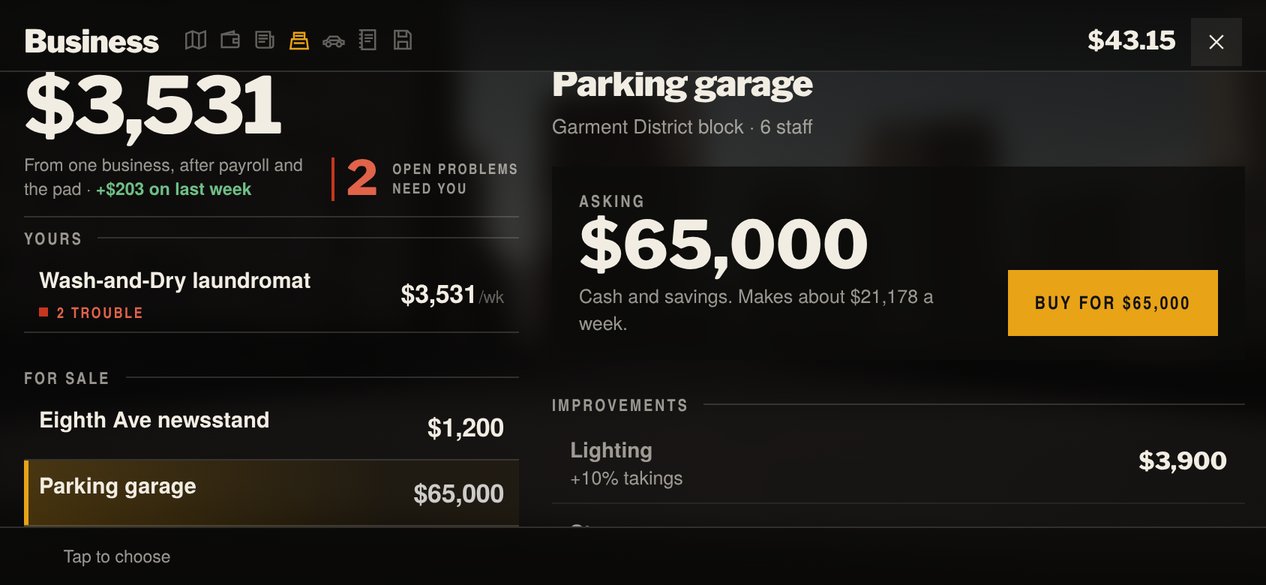 Business
$43.15
$3,531
From one business, after payroll and
the pad · +$203 on last week
2
OPEN PROBLEMS
NEED YOU
YOURS
Wash-and-Dry laundromat
$3,531/wk
2 TROUBLE
FOR SALE
Eighth Ave newsstand
$1,200
Parking garage
$65,000
Parking garage
Garment District block · 6 staff
ASKING
$65,000
Cash and savings. Makes about $21,178 a
week.
BUY FOR $65,000
IMPROVEMENTS
Lighting
+10% takings
$3,900
Tap to choose